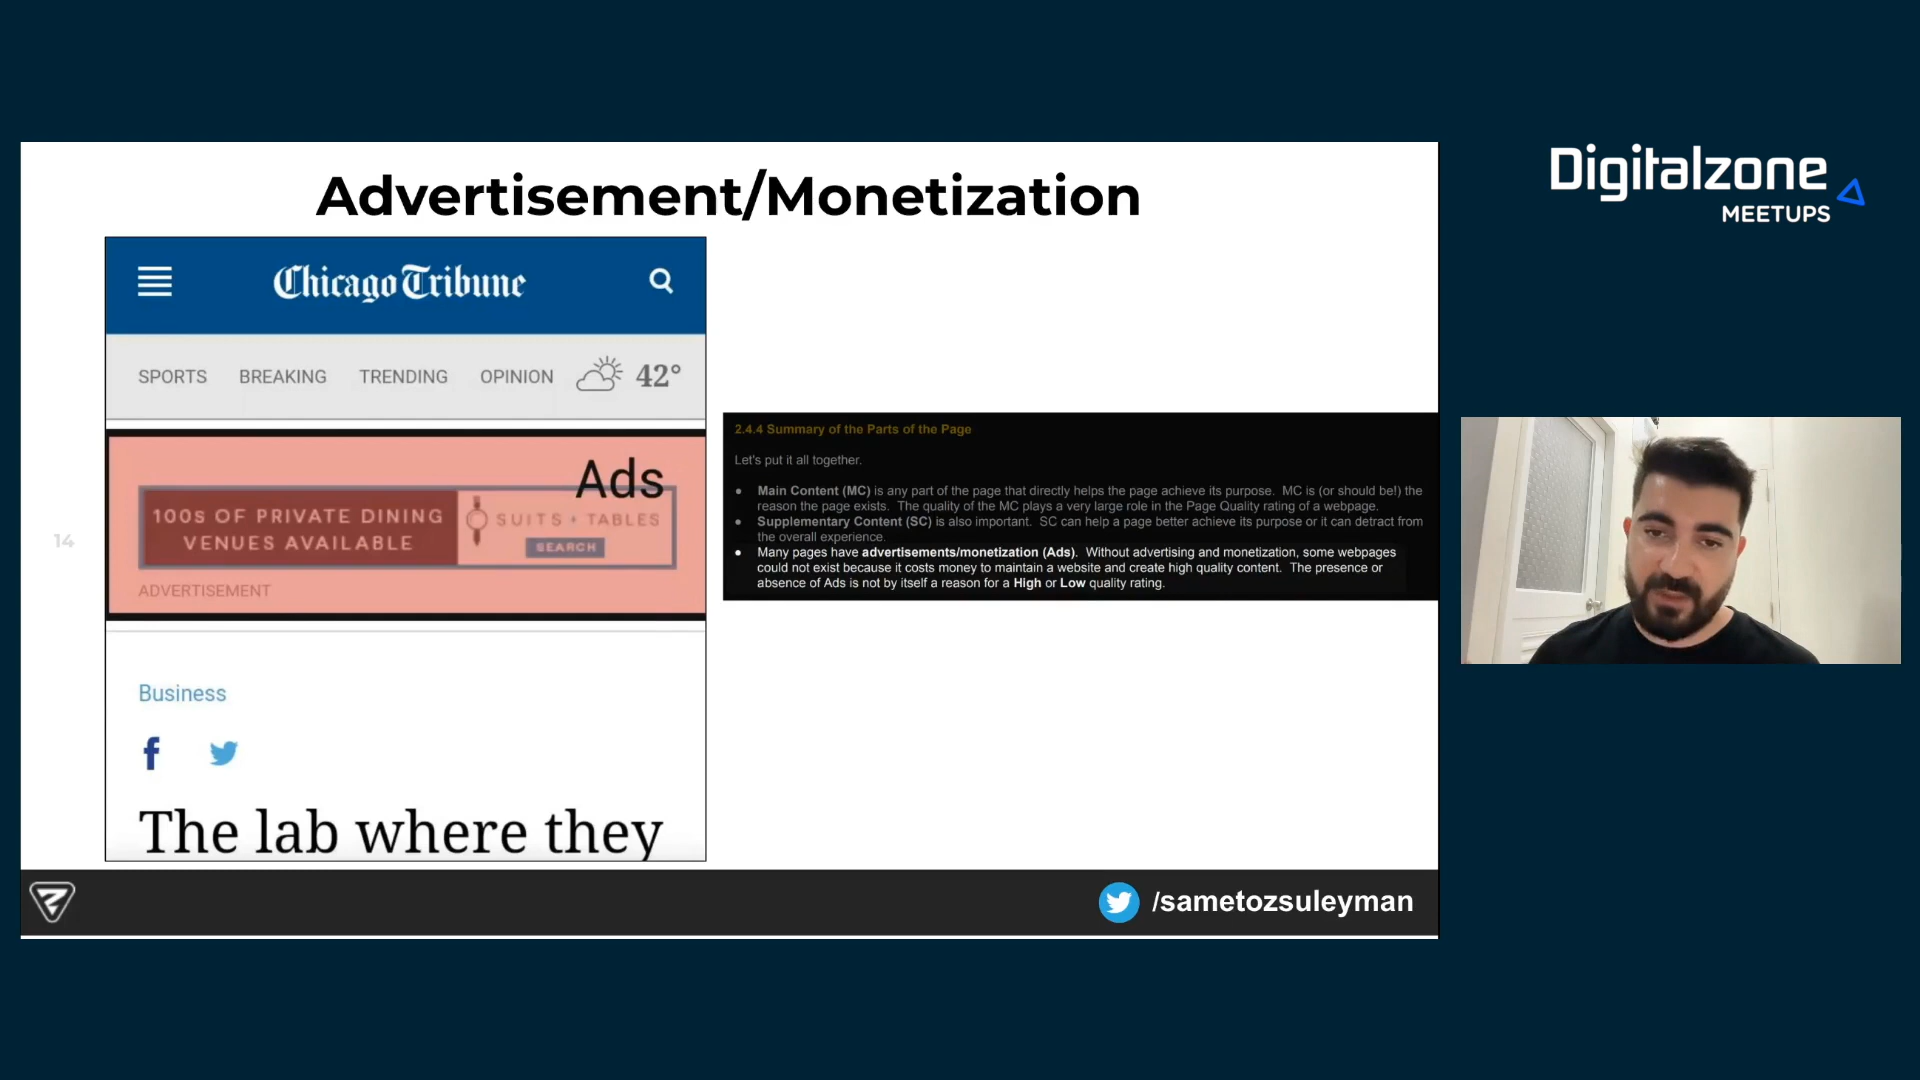 Advertisement/Monetization
Digitalzone
MEETUPS
Chicago Tribune
SPORTS BREAKING TRENDING OPINION 42°
Ads
100s OF PRIVATE DINING
VENUES AVAILABLE
SUITS + TABLES
SEARCH
ADVERTISEMENT
Business
The lab where they
14
2.4.4 Summary of the Parts of the Page
Let's put it all together.
● Main Content (MC) is any part of the page that directly helps the page achieve its purpose. MC is (or should be!) the
reason the page exists. The quality of the MC plays a very large role in the Page Quality rating of a webpage.
● Supplementary Content (SC) is also important. SC can help a page better achieve its purpose or it can detract from
the overall experience.
● Many pages have advertisements/monetization (Ads). Without advertising and monetization, some webpages
could not exist because it costs money to maintain a website and create high quality content. The presence or
absence of Ads is not by itself a reason for a High or Low quality rating.
/sametozsuleyman